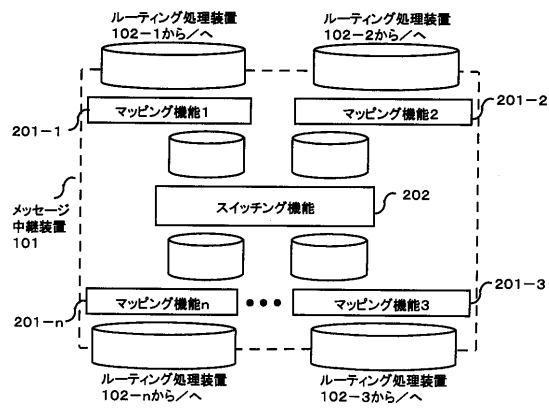 ルーティング処理装置
102-1から/へ
ルーティング処理装置
102-2から/へ
マッピング機能1
マッピング機能2
201-1
201-2
スイッチング機能
202
メッセージ
中継装置
101
マッピング機能n
•••
マッピング機能3
201-n
201-3
ルーティング処理装置
102-nから/へ
ルーティング処理装置
102-3から/へ